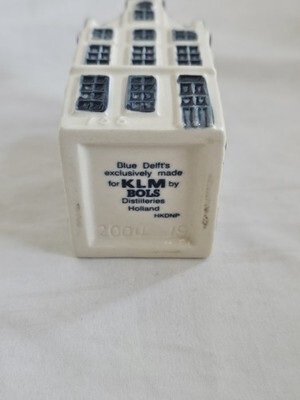 Blue Delft's
exclusively made
for KLM by
BOLS
Distilleries
Holland
HKDNP